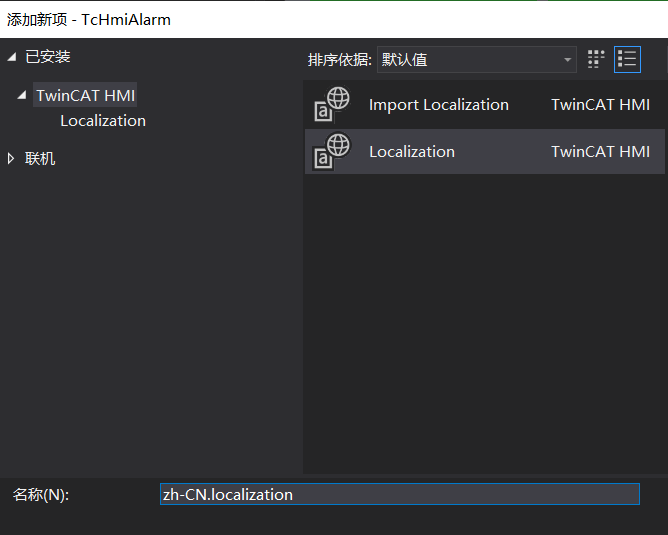 添加新项 - TcHmiAlarm
已安装
TwinCAT HMI
Localization
联机
排序依据: 默认值
Import Localization TwinCAT HMI
Localization TwinCAT HMI
名称(N): zh-CN.localization